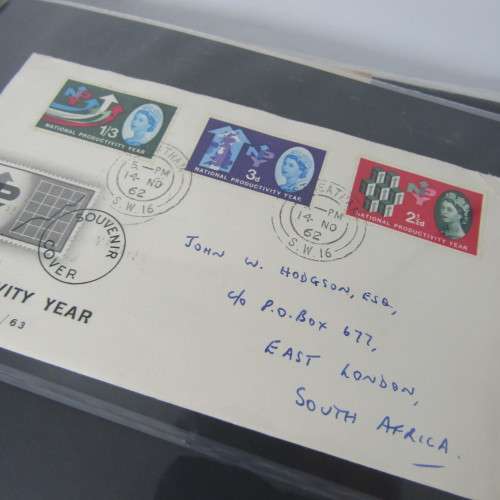 1/3
NATIONAL PRODUCTIVITY YEAR
3d
NATIONAL PRODUCTIVITY YEAR
2½d
NATIONAL PRODUCTIVITY YEAR
5-PM
14 NO
62
S.W.16
-PM
14 NO
62
S.W.16
SOUVENIR
COVER
VITY YEAR
/63
JOHN W. HODGSON, ESQ,
c/o P.O. BOX 677,
EAST LONDON,
SOUTH AFRICA.